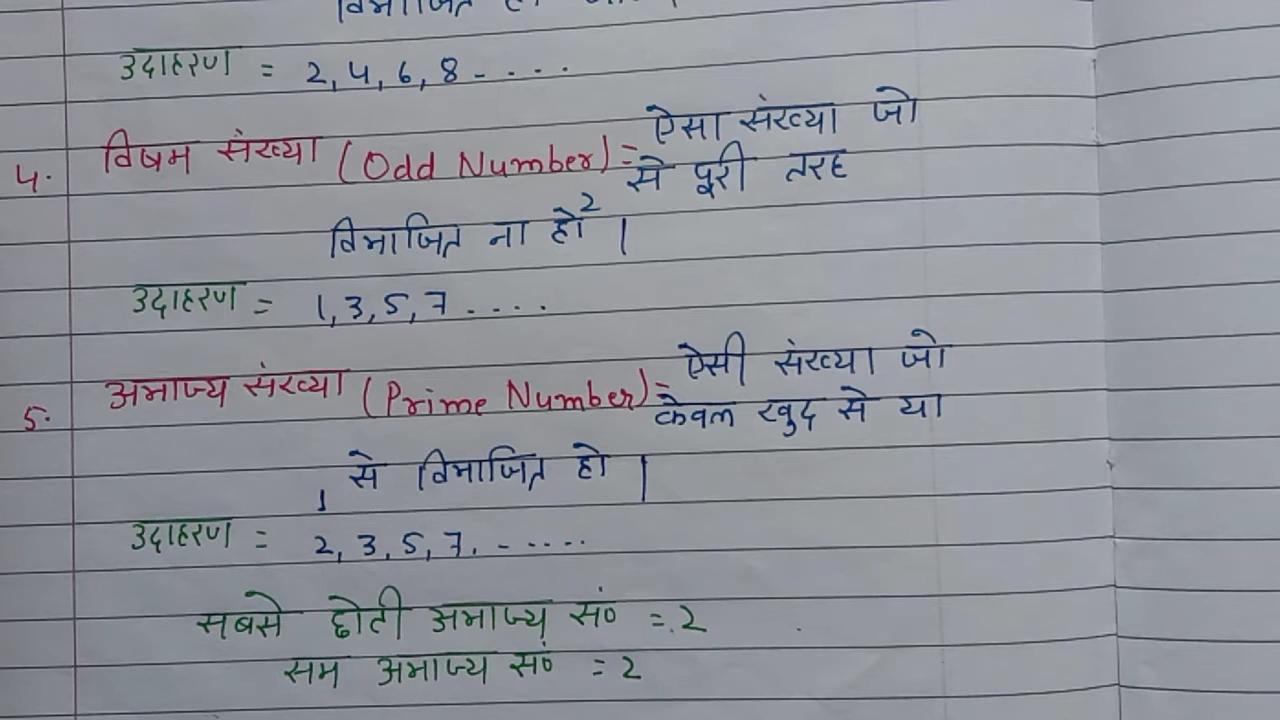 विभाजित हो
उदाहरण = 2, 4, 6, 8 - . . . .
4. विषम संख्या (Odd Number) = ऐसा संख्या जो
2 से पूरी तरह
विभाजित ना हो ।
उदाहरण = 1, 3, 5, 7 . . . . .
5. अभाज्य संख्या (Prime Number) = ऐसी संख्या जो
केवल खुद से या
1 से विभाजित हो ।
उदाहरण = 2, 3, 5, 7, - . . . . .
सबसे छोटी अभाज्य सं० = 2
सम अभाज्य सं० = 2